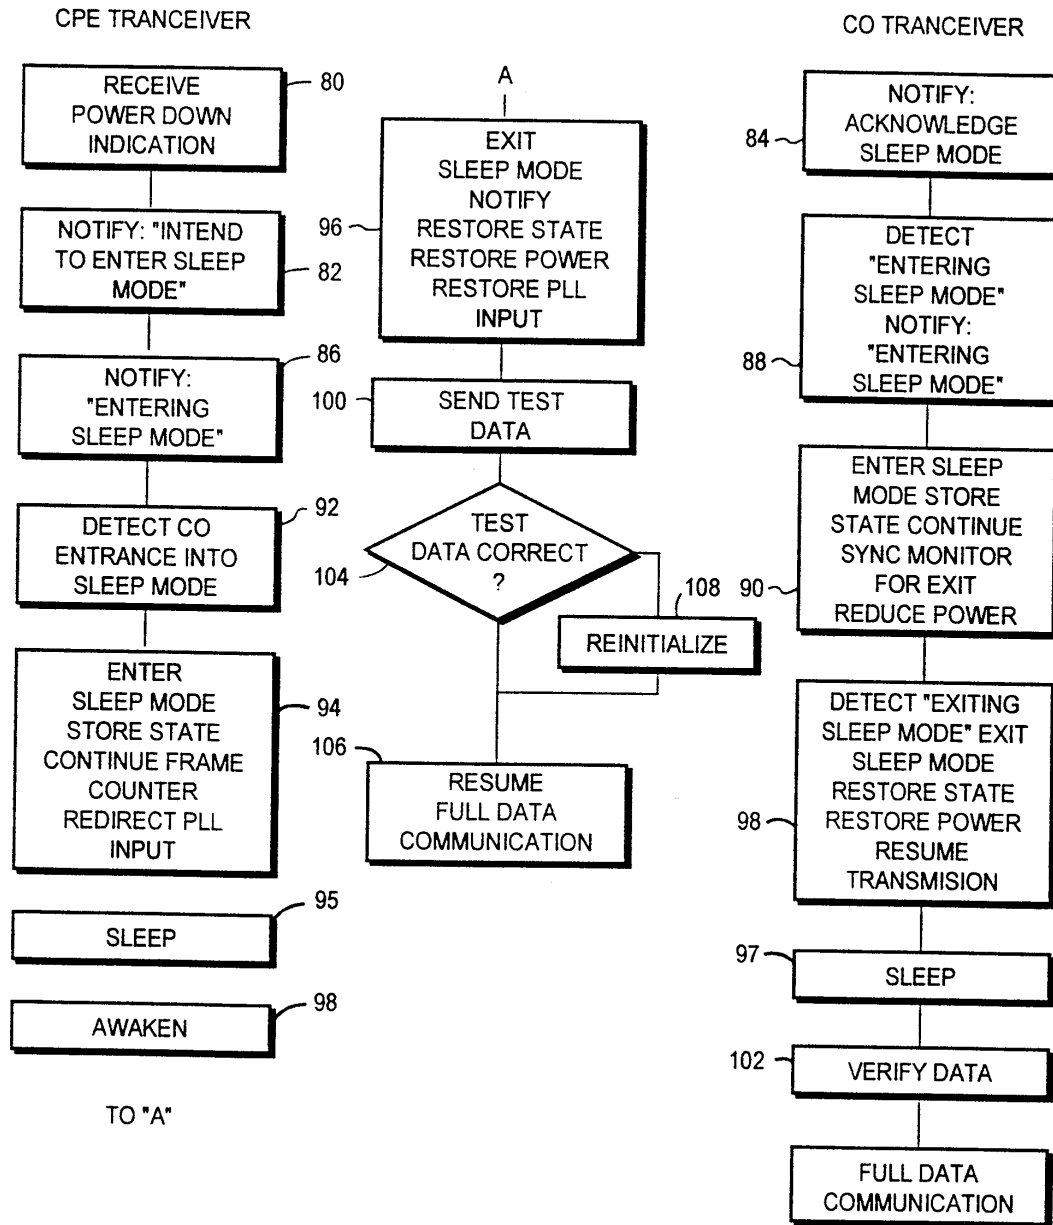 CPE TRANCEIVER
RECEIVE
POWER DOWN
INDICATION
80
NOTIFY: "INTEND
TO ENTER SLEEP
MODE"
82
86
NOTIFY:
"ENTERING
SLEEP MODE"
92
DETECT CO
ENTRANCE INTO
SLEEP MODE
ENTER
SLEEP MODE
STORE STATE
CONTINUE FRAME
COUNTER
REDIRECT PLL
INPUT
94
95
SLEEP
98
AWAKEN
TO "A"
A
EXIT
SLEEP MODE
NOTIFY
RESTORE STATE
RESTORE POWER
RESTORE PLL
INPUT
96
100
SEND TEST
DATA
TEST
DATA CORRECT
?
104
108
REINITIALIZE
106
RESUME
FULL DATA
COMMUNICATION
CO TRANCEIVER
NOTIFY:
ACKNOWLEDGE
SLEEP MODE
84
DETECT
"ENTERING
SLEEP MODE"
NOTIFY:
"ENTERING
SLEEP MODE"
88
ENTER SLEEP
MODE STORE
STATE CONTINUE
SYNC MONITOR
FOR EXIT
REDUCE POWER
90
DETECT "EXITING
SLEEP MODE" EXIT
SLEEP MODE
RESTORE STATE
RESTORE POWER
RESUME
TRANSMISION
98
97
SLEEP
102
VERIFY DATA
FULL DATA
COMMUNICATION